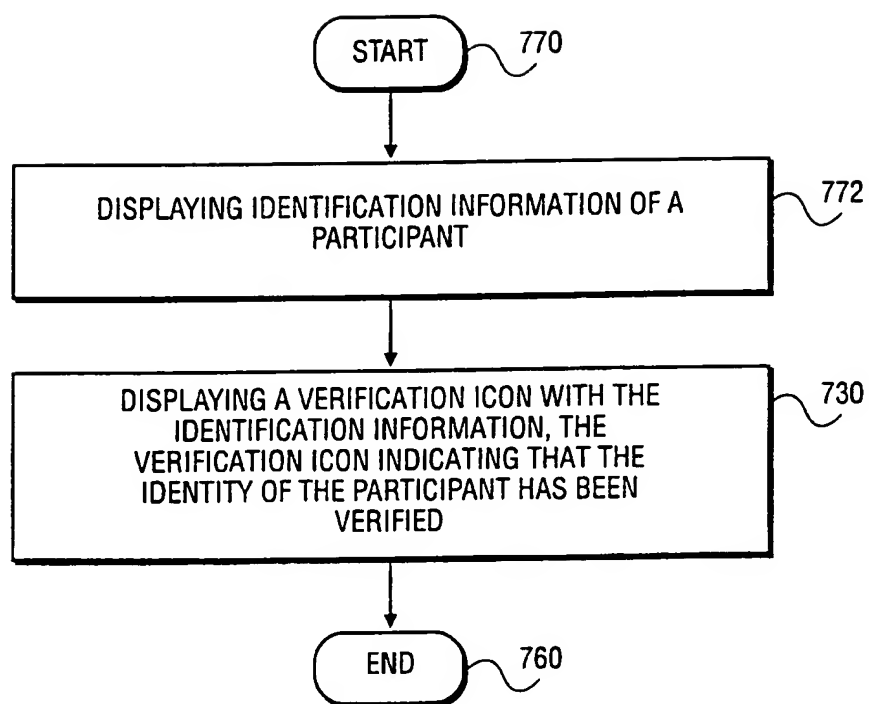 START
770
DISPLAYING IDENTIFICATION INFORMATION OF A
PARTICIPANT
772
DISPLAYING A VERIFICATION ICON WITH THE
IDENTIFICATION INFORMATION, THE
VERIFICATION ICON INDICATING THAT THE
IDENTITY OF THE PARTICIPANT HAS BEEN
VERIFIED
730
END
760